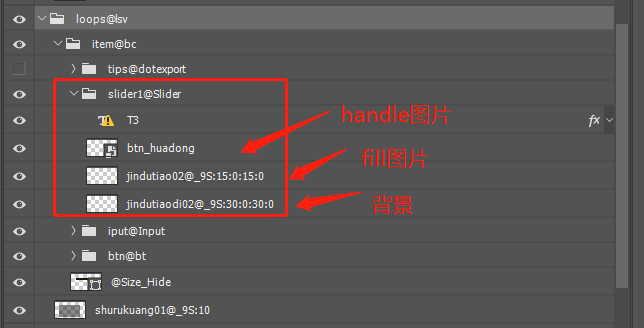 loops@lsv
item@bc
tips@dotexport
slider1@Slider
T3
fx
handle图片
btn_huadong
fill图片
jindutiao02@_9S:15:0:15:0
背景
jindutiaodi02@_9S:30:0:30:0
iput@Input
btn@bt
@Size_Hide
shurukuang01@_9S:10